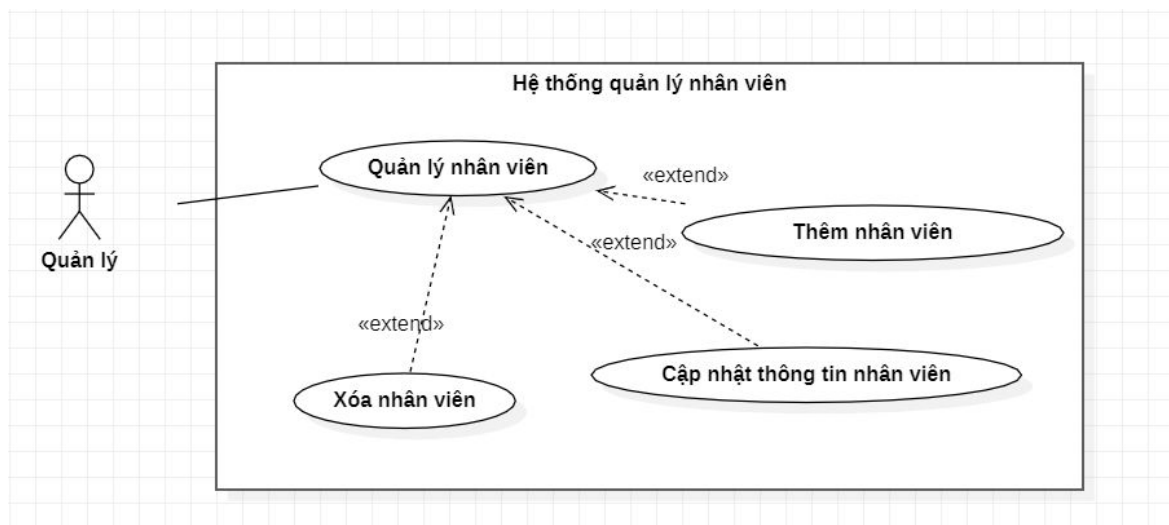 Hệ thống quản lý nhân viên
Quản lý nhân viên
«extend»
Thêm nhân viên
«extend»
Quản lý
«extend»
Cập nhật thông tin nhân viên
Xóa nhân viên